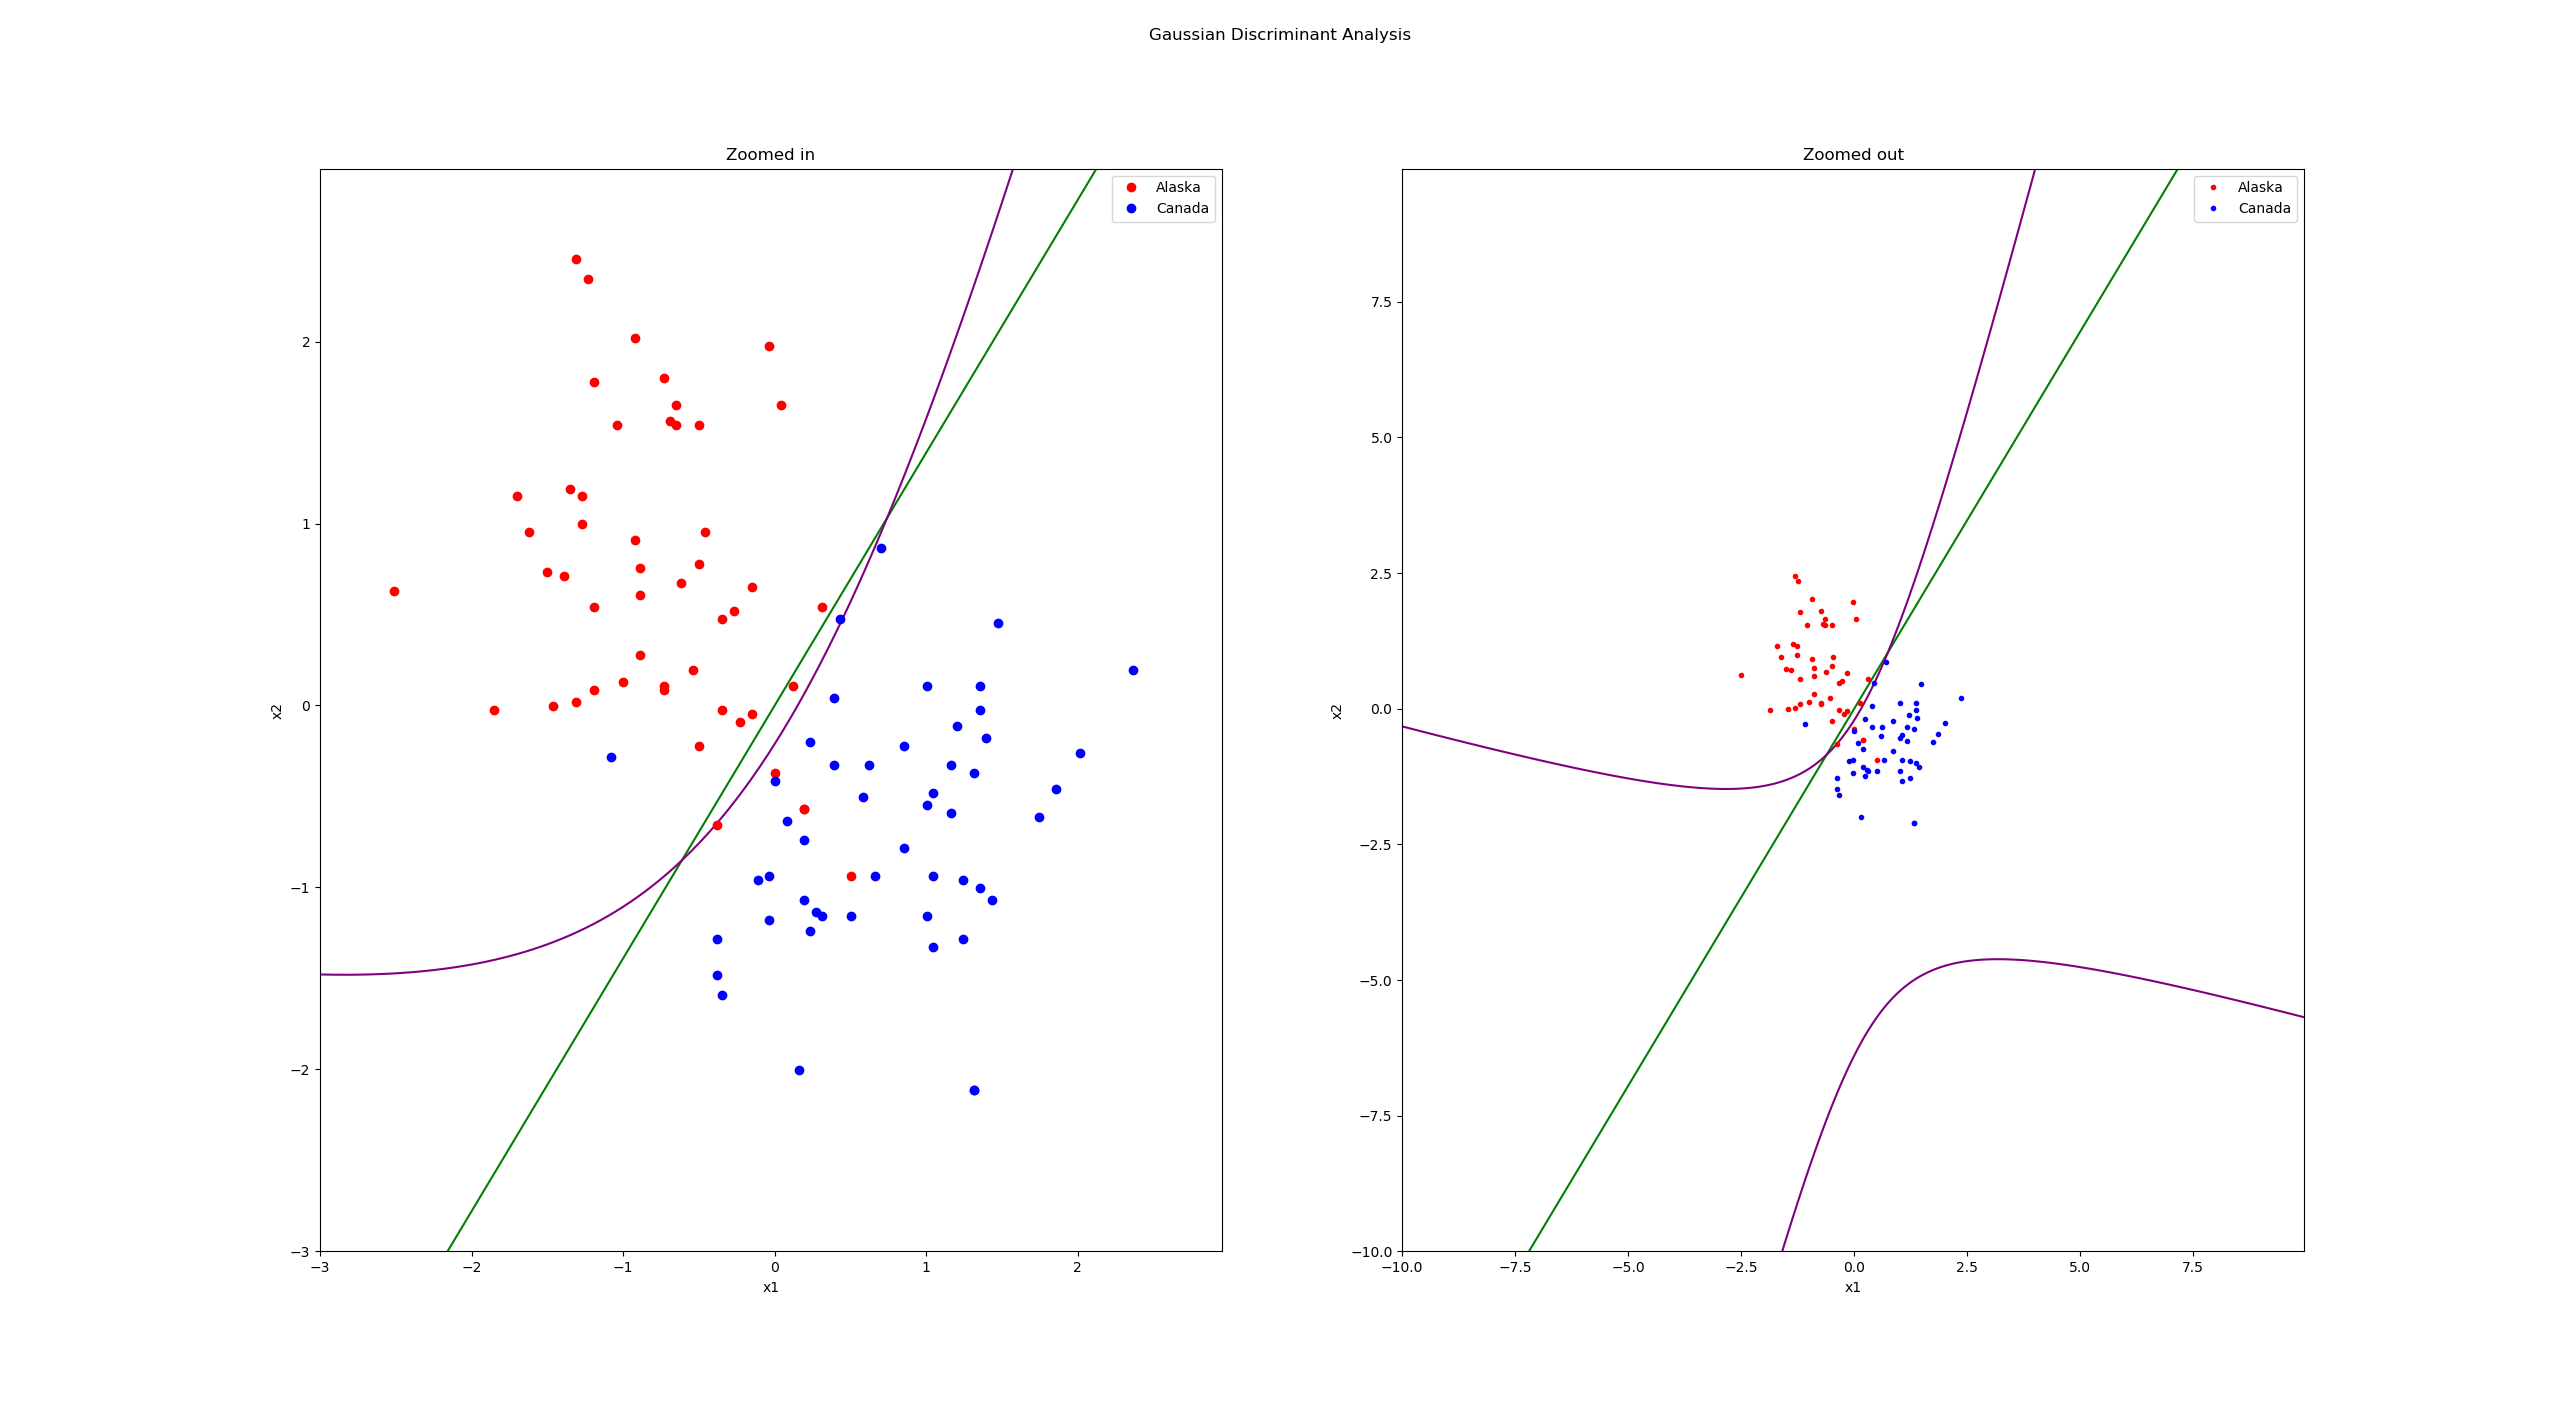 Gaussian Discriminant Analysis
Zoomed in
Alaska
Canada
2
1
0
−1
−2
−3
x2
−3 −2 −1 0 1 2
x1
Zoomed out
Alaska
Canada
7.5
5.0
2.5
0.0
−2.5
−5.0
−7.5
−10.0
x2
−10.0 −7.5 −5.0 −2.5 0.0 2.5 5.0 7.5
x1